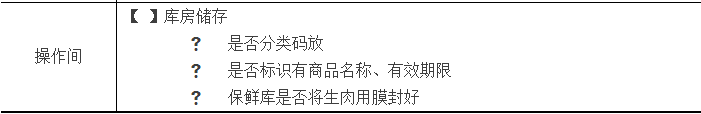 【 】库房储存
? 是否分类码放
操作间
? 是否标识有商品名称、有效期限
? 保鲜库是否将生肉用膜封好